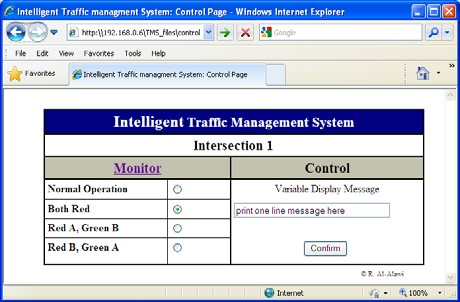 Intelligent Traffic managment System: Control Page - Windows Internet Explorer
http:\\192.168.0.6\TMS_files\control
Google
File Edit View Favorites Tools Help
Favorites
Intelligent Traffic managment System: Control Page
Intelligent Traffic Management System
Intersection 1
Monitor Control
Normal Operation Variable Display Message
Both Red print one line message here
Red A, Green B
Red B, Green A Confirm
© R. Al-Alawi
Internet 100%